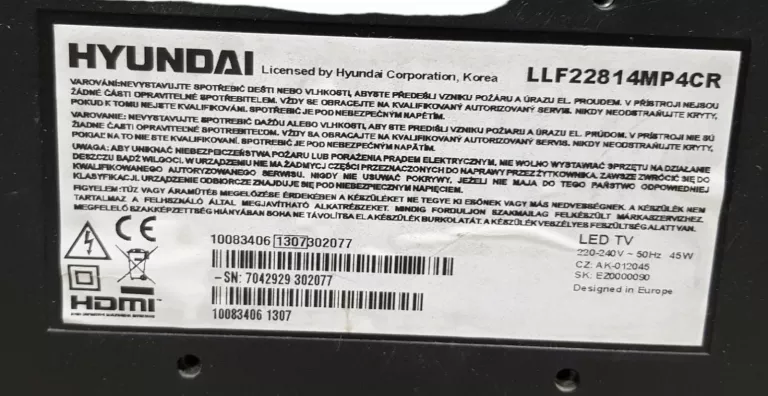 HYUNDAI Licensed by Hyundai Corporation, Korea LLF22814MP4CR
VAROVÁNÍ:NEVYSTAVUJTE SPOTŘEBIČ DEŠTI NEBO VLHKOSTI, ABYSTE PŘEDEŠLI VZNIKU POŽÁRU A ÚRAZU EL. PROUDEM. V PŘÍSTROJI NEJSOU
ŽÁDNÉ ČÁSTI OPRAVITELNÉ SPOTŘEBITELEM. VŽDY SE OBRACEJTE NA KVALIFIKOVANÝ AUTORIZOVANÝ SERVIS. NIKDY NEODSTRAŇUJTE KRYTY,
POKUD K TOMU NEJSTE KVALIFIKOVANÍ. SPOTŘEBIČ JE POD NEBEZPEČNÝM NAPĚTÍM.
VAROVANIE: NEVYSTAVUJTE SPOTREBIČ DAŽĎU ALEBO VLHKOSTI, ABY STE PREDIŠLI VZNIKU POŽIARU A ÚRAZU EL. PRÚDOM. V PRÍSTROJI NIE SÚ
ŽIADNE ČASTI OPRAVITEĽNÉ SPOTREBITEĽOM. VŽDY SA OBRACAJTE NA KVALIFIKOVANÝ AUTORIZOVANÝ SERVIS. NIKDY NEODSTRAŇUJTE KRYTY,
POKIAĽ NA TO NIE STE KVALIFIKOVANÍ. SPOTREBIČ JE POD NEBEZPEČNÝM NAPÄTÍM.
UWAGA: ABY UNIKNĄĆ NIEBEZPIECZEŃSTWA POŻARU LUB PORAŻENIA PRĄDEM ELEKTRYCZNYM, NIE WOLNO WYSTAWIAĆ SPRZĘTU NA DZIAŁANIE
DESZCZU BĄDŹ WILGOCI. W URZĄDZENIU NIE MA ŻADNYCH CZĘŚCI PRZEZNACZONYCH DO NAPRAWY PRZEZ UŻYTKOWNIKA. ZAWSZE ZWRÓCIĆ SIĘ DO
KWALIFIKOWANEGO AUTORYZOWANEGO SERWISU. NIGDY NIE USUWAĆ POKRYWY, JEŻELI NIE MAJĄ DO TEGO PAŃSTWO ODPOWIEDNIEJ
KLASYFIKACJI. URZĄDZENIE ODBIORCZE ZNAJDUJE SIĘ POD NIEBEZPIECZNYM NAPIĘCIEM.
FIGYELEM:TŰZ VAGY ÁRAMÜTÉS MEGELŐZÉSE ÉRDEKÉBEN A KÉSZÜLÉKET NE TEGYE KI ESŐNEK VAGY MÁS NEDVESSÉGNEK. A KÉSZÜLÉK NEM
TARTALMAZ A FELHASZNÁLÓ ÁLTAL MEGJAVÍTHATÓ ALKATRÉSZEKET. MINDIG FORDULJON SZAKMAILAG FELKÉSZÜLT MÁRKASZERVIZHEZ.
MEGFELELŐ SZAKKÉPZETTSÉG HIÁNYÁBAN SOHA NE TÁVOLÍTSA EL A KÉSZÜLÉK BURKOLATÁT. A KÉSZÜLÉK VESZÉLYES FESZÜLTSÉG ALATT VAN.
CE
10083406 1307302077
-SN: 7042929 302077
10083406 1307
HDMI
LED TV
220-240V ~ 50Hz 45W
CZ: AK-012045
SK: EZ0000090
Designed in Europe